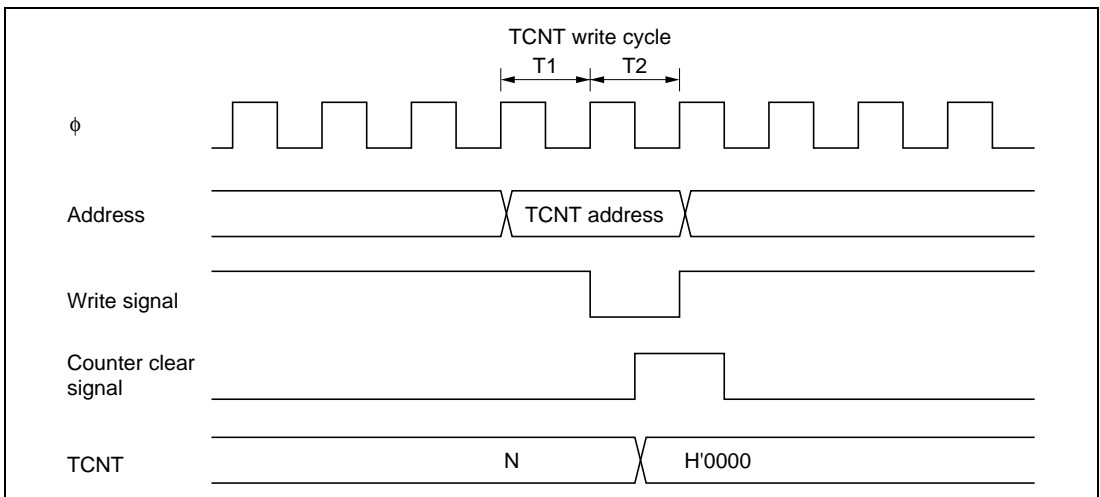 TCNT write cycle
T1 T2
ϕ
Address
TCNT address
Write signal
Counter clear
signal
TCNT
N
H'0000